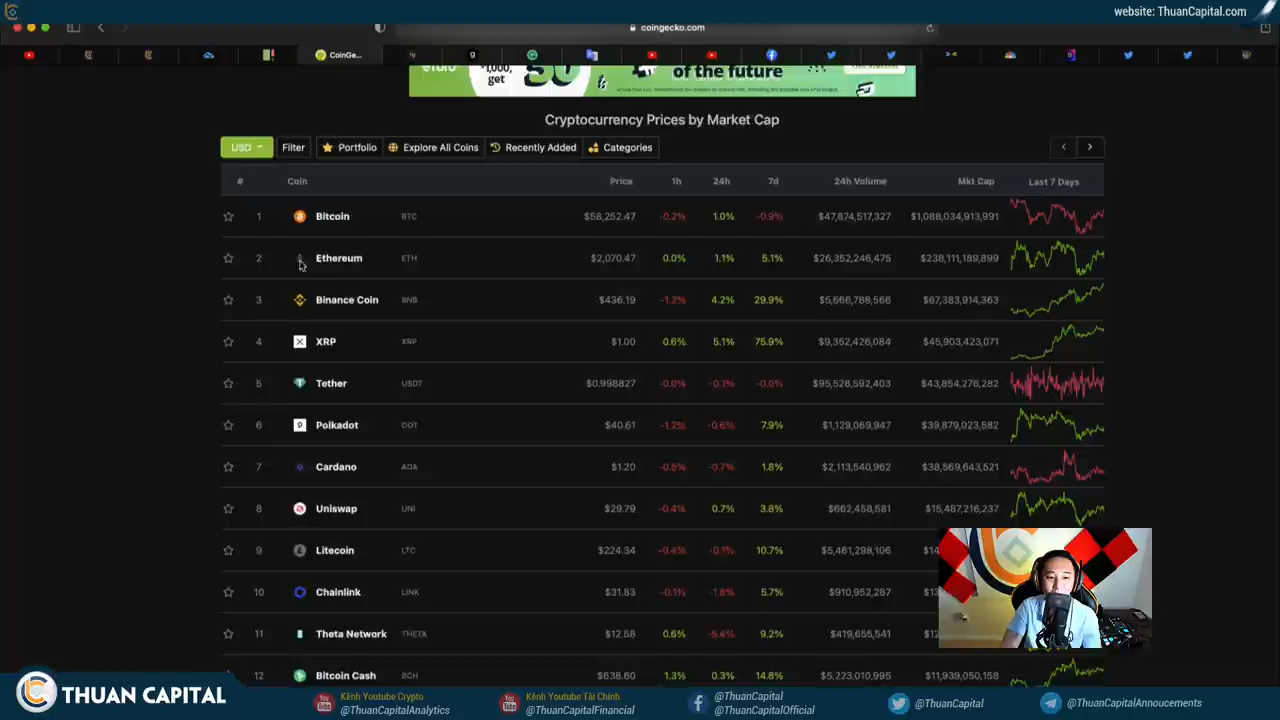 website: ThuanCapital.com
coingecko.com
CoinGe...
get
of the future
Cryptocurrency Prices by Market Cap
USD Filter Portfolio Explore All Coins Recently Added Categories
# Coin Price 1h 24h 7d 24h Volume Mkt Cap Last 7 Days
1 Bitcoin BTC $58,252.47 -0.2% 1.0% -0.9% $47,874,517,327 $1,088,034,913,991
2 Ethereum ETH $2,070.47 0.0% 1.1% 5.1% $26,352,246,475 $238,111,189,899
3 Binance Coin BNB $436.19 -1.2% 4.2% 29.9% $5,666,788,566 $67,383,914,363
4 XRP XRP $1.00 0.6% 5.1% 75.9% $9,352,426,084 $45,903,423,071
5 Tether USDT $0.998827 -0.0% -0.1% -0.0% $95,528,592,403 $43,854,276,282
6 Polkadot DOT $40.61 -1.2% -0.6% 7.9% $1,129,069,947 $39,879,023,582
7 Cardano ADA $1.20 -0.5% -0.7% 1.8% $2,113,540,962 $38,569,643,521
8 Uniswap UNI $29.79 -0.4% 0.7% 3.8% $662,458,581 $15,487,216,237
9 Litecoin LTC $224.34 -0.4% -0.1% 10.7% $5,461,298,106
10 Chainlink LINK $31.83 -0.1% -1.8% 5.7% $910,952,287
11 Theta Network THETA $12.58 0.6% -5.4% 9.2% $419,655,541
12 Bitcoin Cash BCH $638.60 1.3% 0.3% 14.8% $5,223,010,995 $11,939,050,158
THUAN CAPITAL
Kênh Youtube Crypto
@ThuanCapitalAnalytics
Kênh Youtube Tài Chính
@ThuanCapitalFinancial
@ThuanCapital
@ThuanCapitalOfficial
@ThuanCapital
@ThuanCapitalAnnoucements